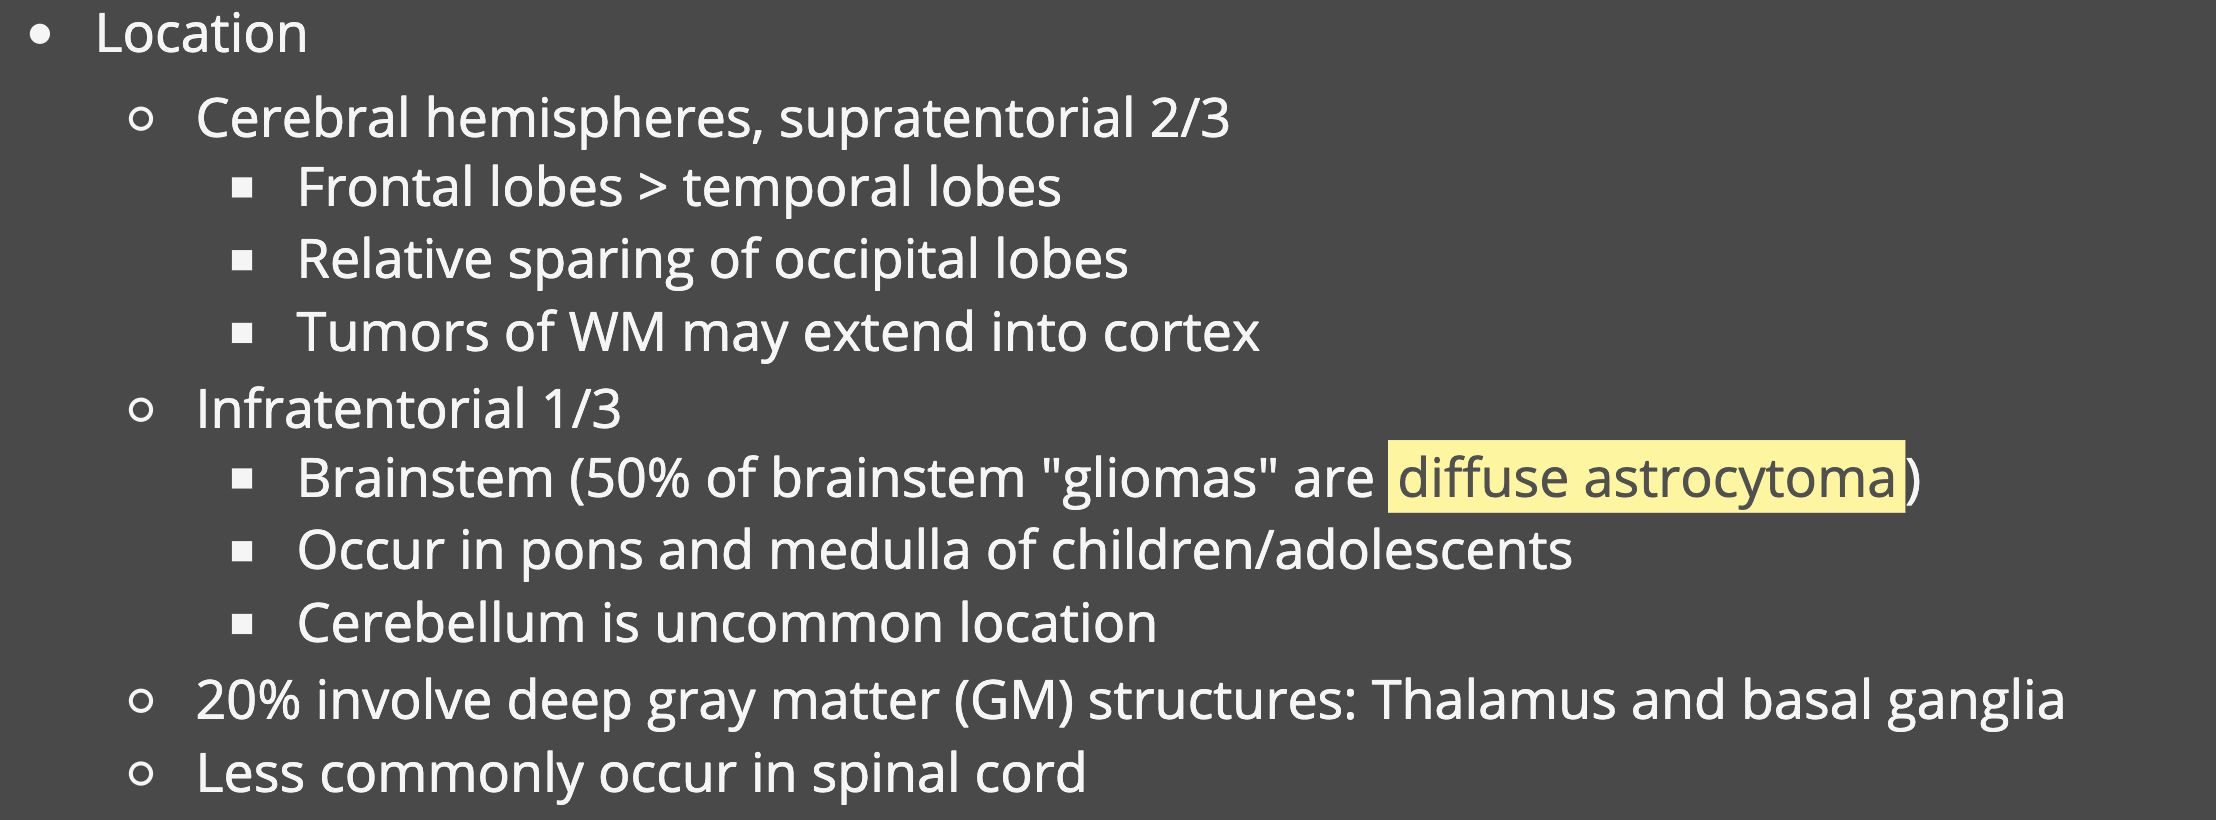 Location
Cerebral hemispheres, supratentorial 2/3
Frontal lobes > temporal lobes
Relative sparing of occipital lobes
Tumors of WM may extend into cortex
Infratentorial 1/3
Brainstem (50% of brainstem "gliomas" are diffuse astrocytoma)
Occur in pons and medulla of children/adolescents
Cerebellum is uncommon location
20% involve deep gray matter (GM) structures: Thalamus and basal ganglia
Less commonly occur in spinal cord